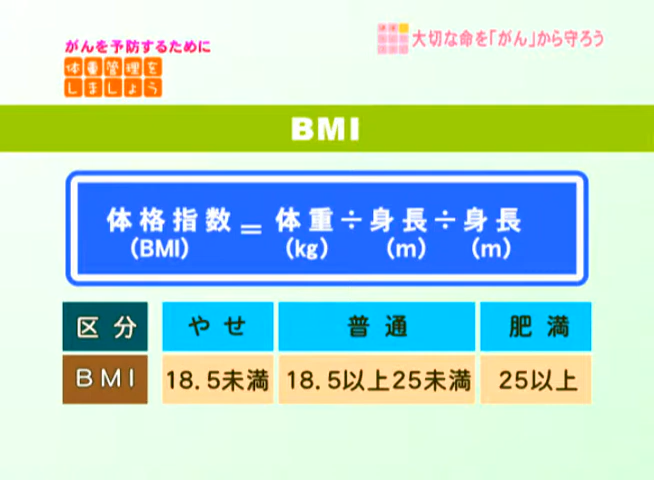 がんを予防するために
体重管理を
しましょう
大切な命を「がん」から守ろう
BMI
体格指数 = 体重÷身長÷身長
(BMI) (kg) (m) (m)
区分 やせ 普通 肥満
BMI 18.5未満 18.5以上25未満 25以上